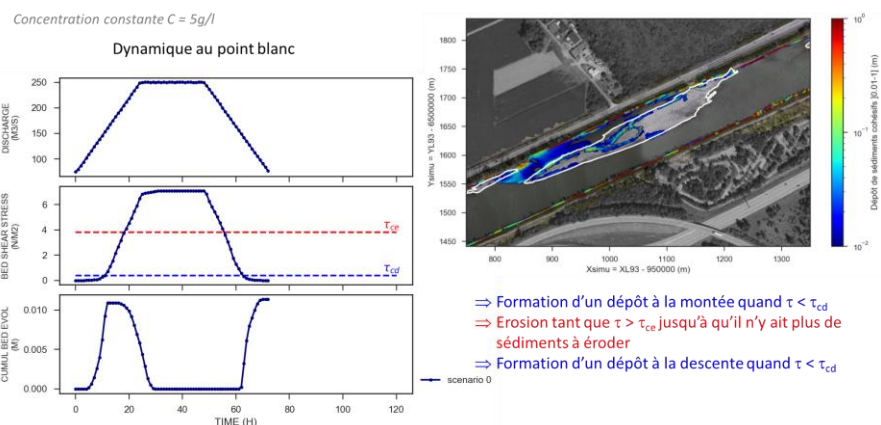 Concentration constante C = 5g/l
Dynamique au point blanc
DISCHARGE
(M3/S)
250
200
150
100
BED SHEAR STRESS
(N/M2)
6
4
2
0
τce
τcd
CUMUL BED EVOL
(M)
0.010
0.005
0.000
0
20
40
60
80
100
120
TIME (H)
scenario 0
Ysimu = YL93 - 6500000 (m)
1800
1750
1700
1650
1600
1550
1500
1450
800
900
1000
1100
1200
1300
Xsimu = XL93 - 950000 (m)
10⁰
10⁻¹
10⁻²
Dépôt de sédiments cohésifs ]0.01-1] (m)
⇒ Formation d'un dépôt à la montée quand τ < τcd
⇒ Erosion tant que τ > τce jusqu'à qu'il n'y ait plus de
sédiments à éroder
⇒ Formation d'un dépôt à la descente quand τ < τcd